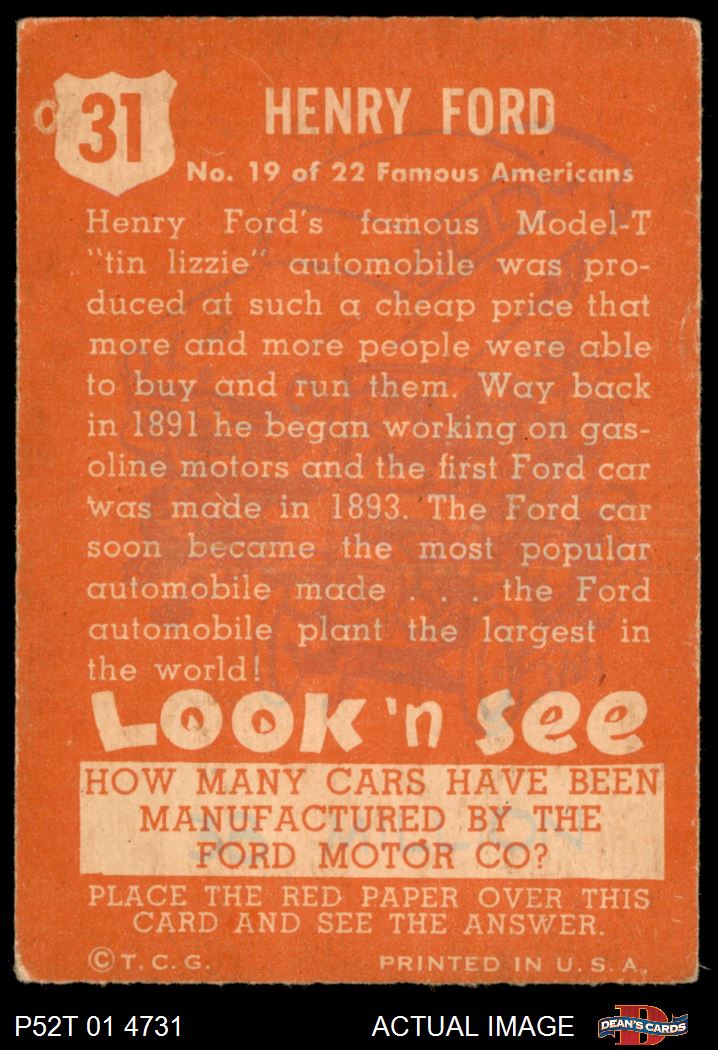 31
HENRY FORD
No. 19 of 22 Famous Americans
Henry Ford's famous Model-T
"tin lizzie" automobile was pro-
duced at such a cheap price that
more and more people were able
to buy and run them. Way back
in 1891 he began working on gas-
oline motors and the first Ford car
was made in 1893. The Ford car
soon became the most popular
automobile made . . . the Ford
automobile plant the largest in
the world!
LOOK 'n See
HOW MANY CARS HAVE BEEN
MANUFACTURED BY THE
FORD MOTOR CO?
PLACE THE RED PAPER OVER THIS
CARD AND SEE THE ANSWER.
© T. C. G. PRINTED IN U. S. A.
P52T 01 4731 ACTUAL IMAGE DEAN'S CARDS